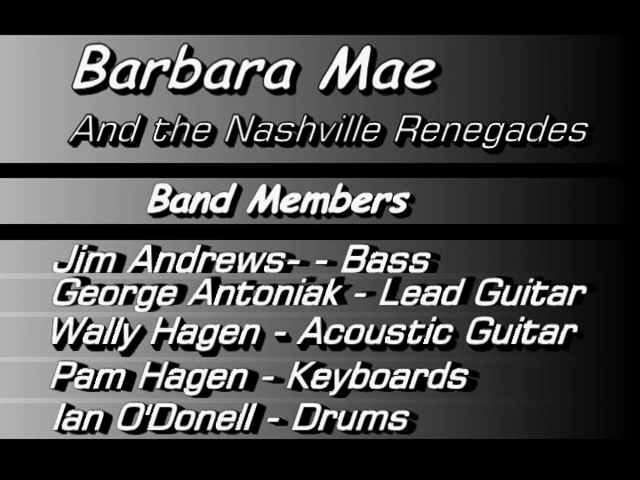 Barbara Mae
And the Nashville Renegades
Band Members
Jim Andrews- - Bass
George Antoniak - Lead Guitar
Wally Hagen - Acoustic Guitar
Pam Hagen - Keyboards
Ian O'Donell - Drums